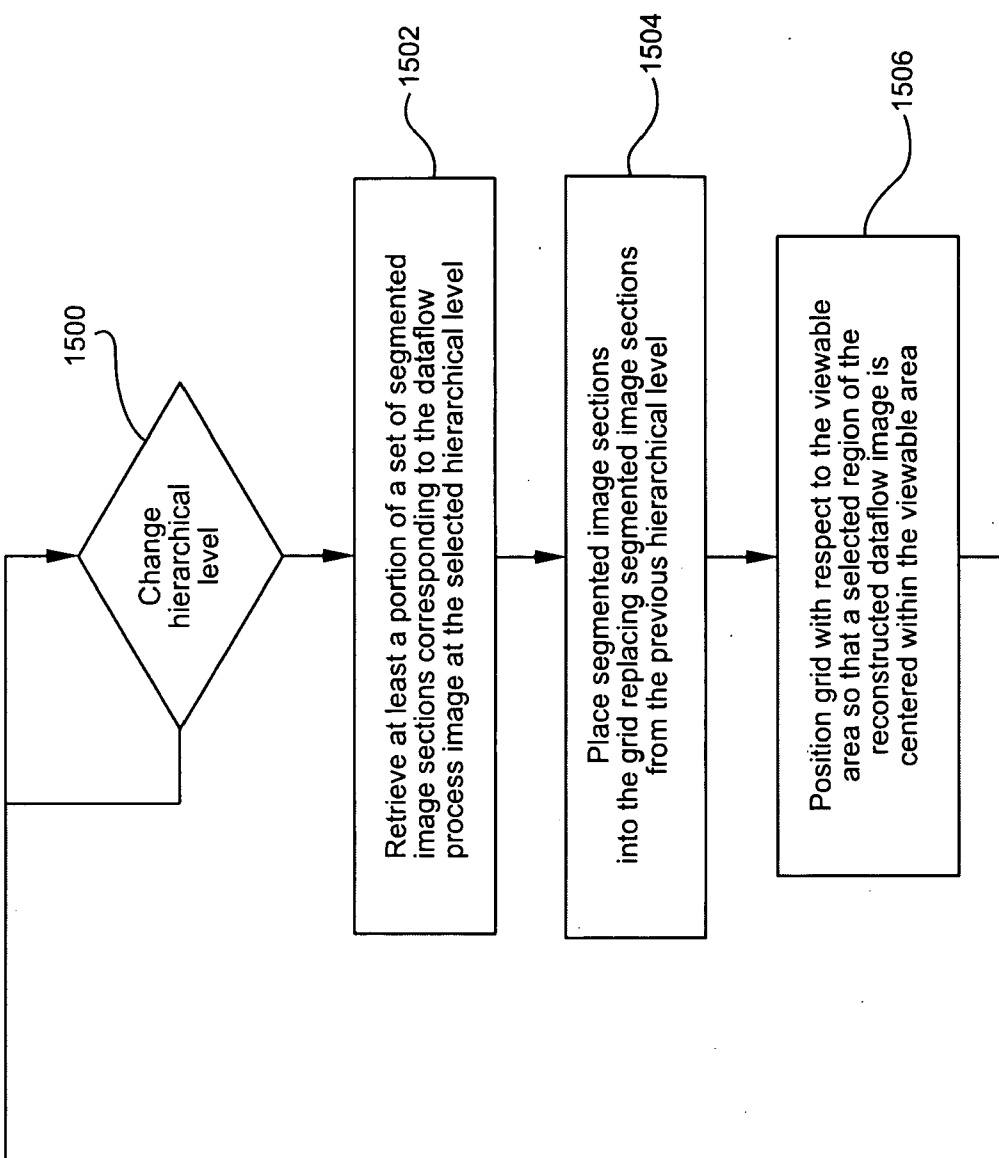 1500
Change
hierarchical
level
1502
Retrieve at least a portion of a set of segmented
image sections corresponding to the dataflow
process image at the selected hierarchical level
1504
Place segmented image sections
into the grid replacing segmented image sections
from the previous hierarchical level
1506
Position grid with respect to the viewable
area so that a selected region of the
reconstructed dataflow image is
centered within the viewable area